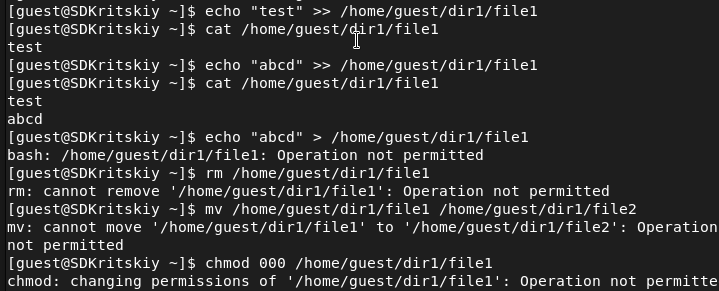 [guest@SDKritskiy ~]$ echo "test" >> /home/guest/dir1/file1
[guest@SDKritskiy ~]$ cat /home/guest/dir1/file1
test
[guest@SDKritskiy ~]$ echo "abcd" >> /home/guest/dir1/file1
[guest@SDKritskiy ~]$ cat /home/guest/dir1/file1
test
abcd
[guest@SDKritskiy ~]$ echo "abcd" > /home/guest/dir1/file1
bash: /home/guest/dir1/file1: Operation not permitted
[guest@SDKritskiy ~]$ rm /home/guest/dir1/file1
rm: cannot remove '/home/guest/dir1/file1': Operation not permitted
[guest@SDKritskiy ~]$ mv /home/guest/dir1/file1 /home/guest/dir1/file2
mv: cannot move '/home/guest/dir1/file1' to '/home/guest/dir1/file2': Operation
not permitted
[guest@SDKritskiy ~]$ chmod 000 /home/guest/dir1/file1
chmod: changing permissions of '/home/guest/dir1/file1': Operation not permitte